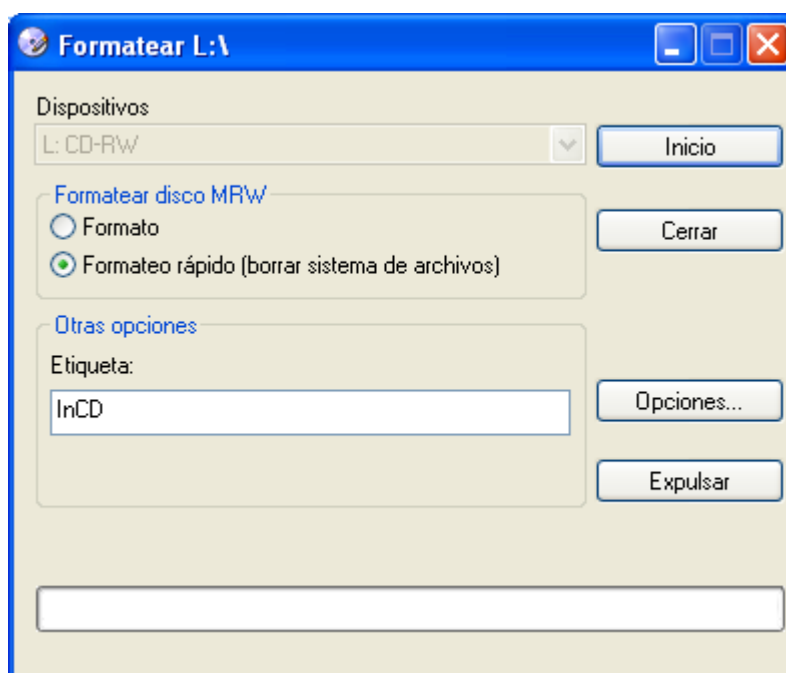 Formatear L:\
Dispositivos
L: CD-RW
Inicio
Formatear disco MRW
Formato
Cerrar
Formateo rápido (borrar sistema de archivos)
Otras opciones
Etiqueta:
InCD
Opciones...
Expulsar